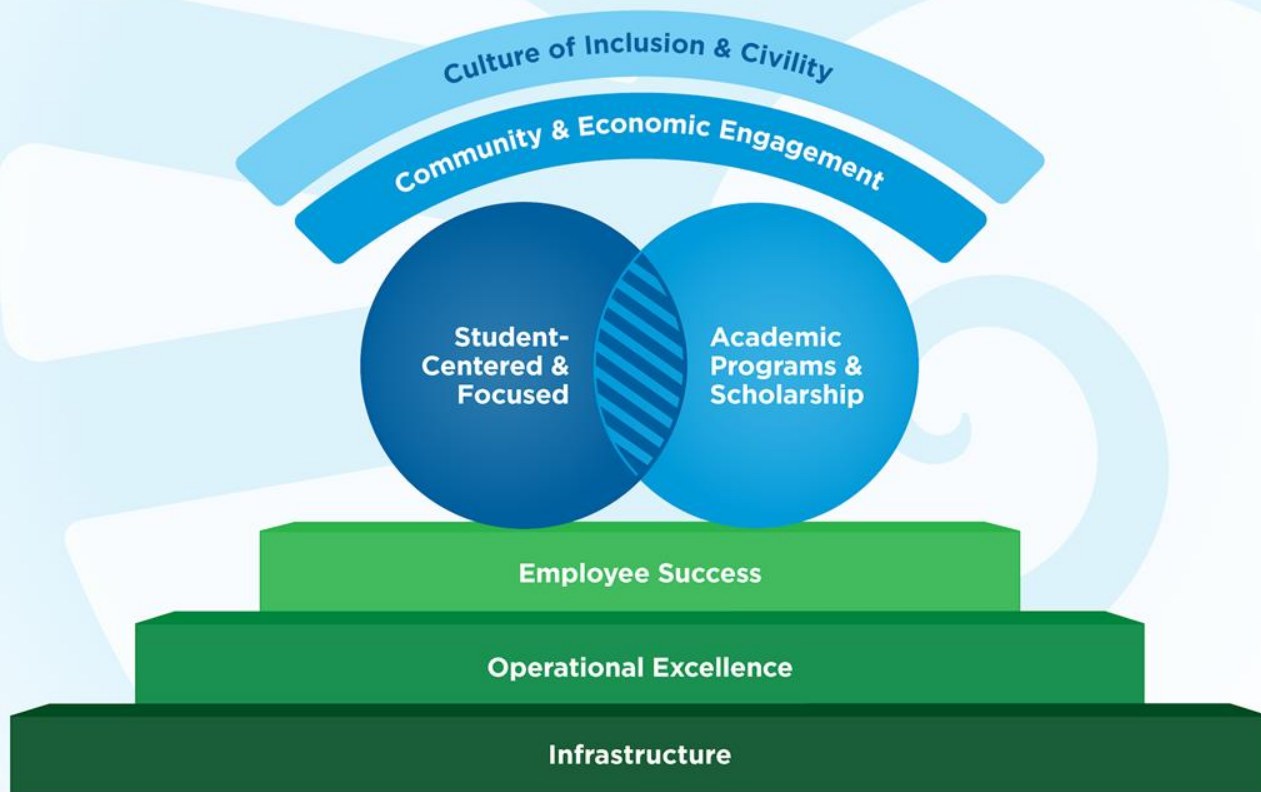 Culture of Inclusion & Civility
Community & Economic Engagement
Student-
Centered &
Focused
Academic
Programs &
Scholarship
Employee Success
Operational Excellence
Infrastructure